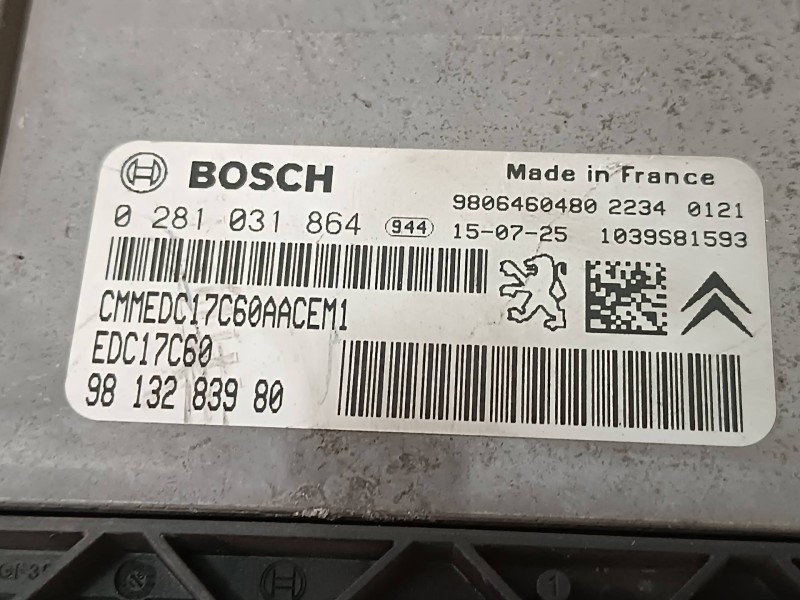 BOSCH
Made in France
9806460480 2234 0121
0 281 031 864 944 15-07-25 1039S81593
CMMEDC17C60AACEM1
EDC17C60
98 132 839 80
1